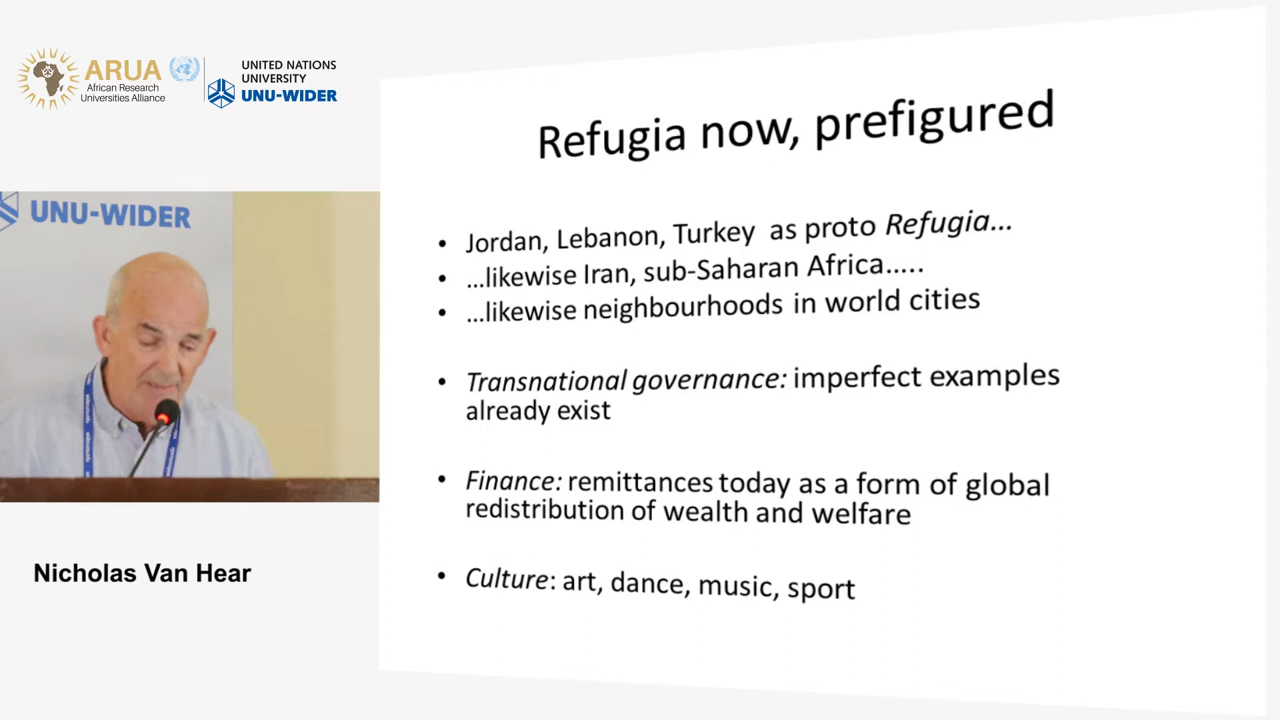 ARUA
African Research
Universities Alliance
UNITED NATIONS
UNIVERSITY
UNU-WIDER
UNU-WIDER
Nicholas Van Hear
Refugia now, prefigured
• Jordan, Lebanon, Turkey as proto Refugia...
• ...likewise Iran, sub-Saharan Africa.....
• ...likewise neighbourhoods in world cities
• Transnational governance: imperfect examples
already exist
• Finance: remittances today as a form of global
redistribution of wealth and welfare
• Culture: art, dance, music, sport